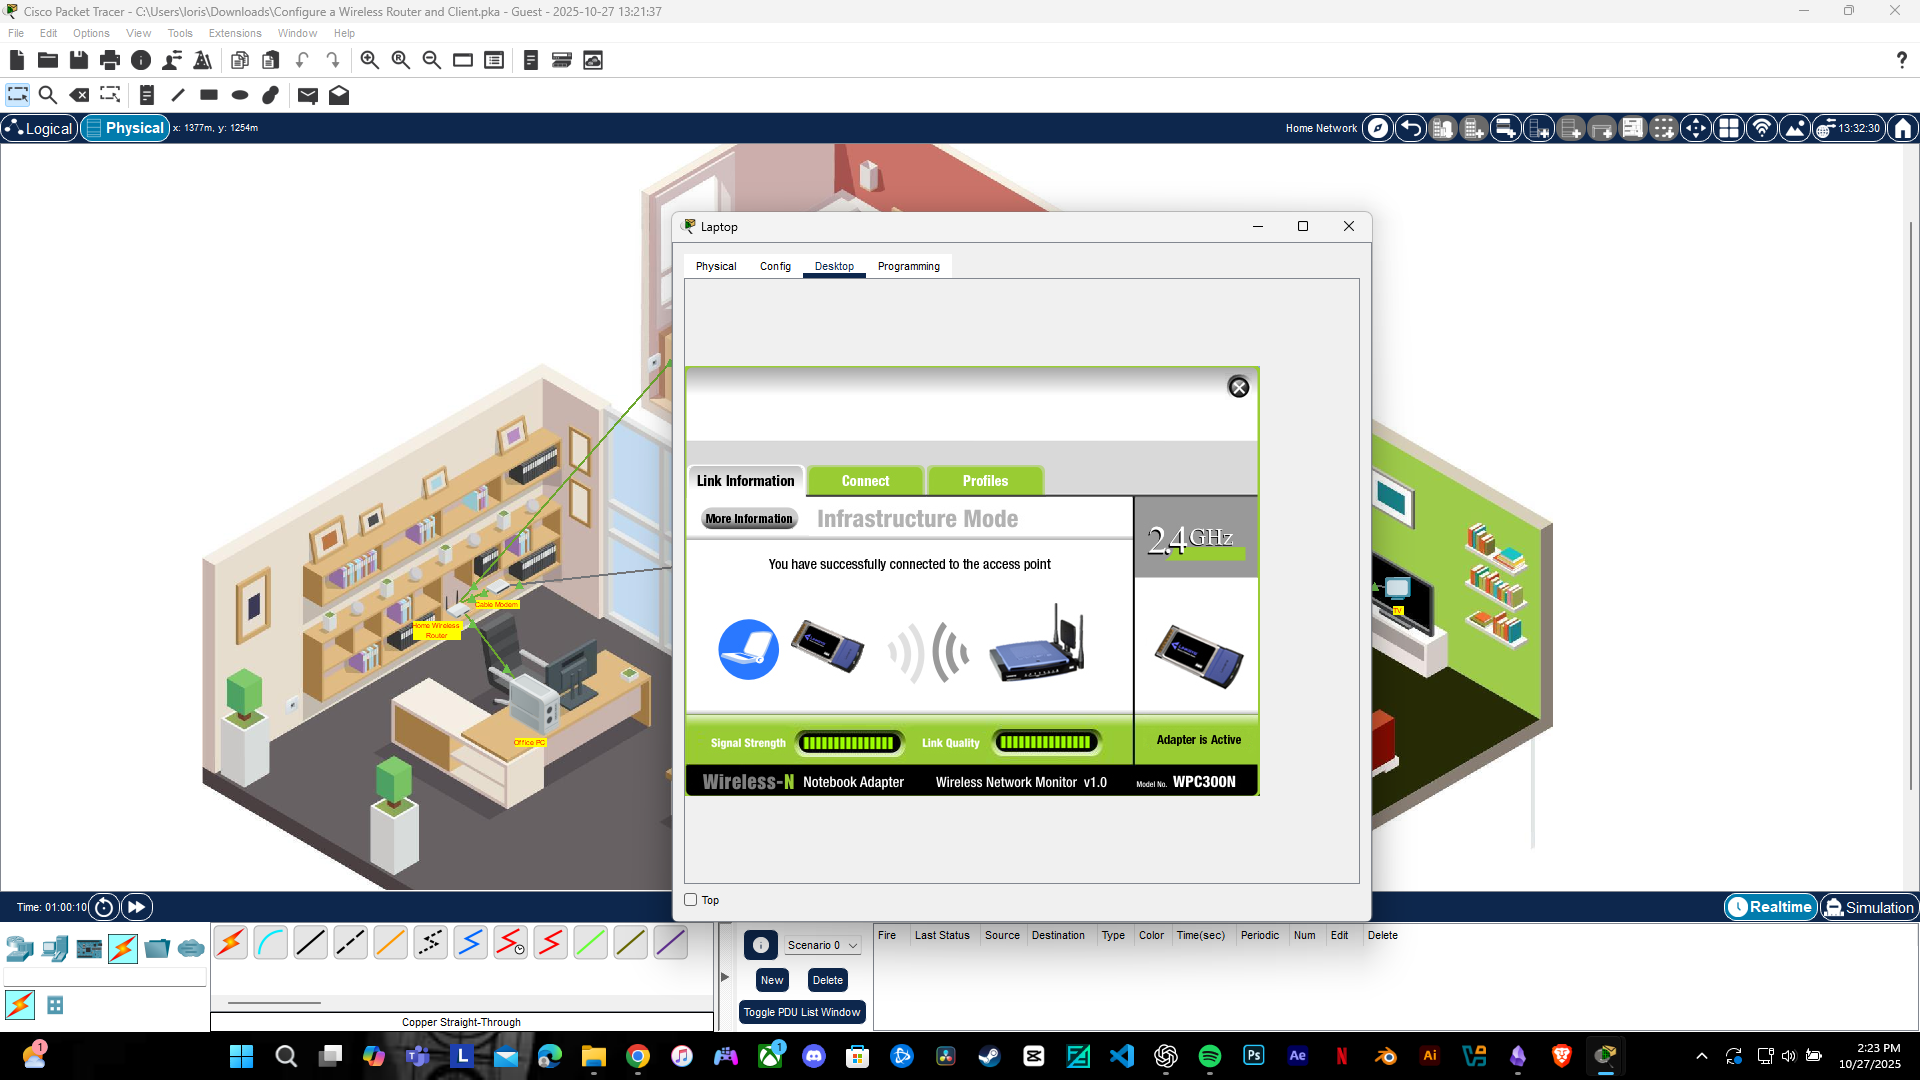 Cisco Packet Tracer - C:\Users\loris\Downloads\Configure a Wireless Router and Client.pka - Guest - 2025-10-27 13:21:37
File Edit Options View Tools Extensions Window Help
Logical Physical x: 1377m, y: 1254m Home Network 13:32:30
Laptop
Physical Config Desktop Programming
Link Information Connect Profiles
More Information Infrastructure Mode
2.4GHz
You have successfully connected to the access point
Cable Modem
Home Wireless
Router
TV
Office PC
Signal Strength Link Quality Adapter is Active
Wireless-N Notebook Adapter Wireless Network Monitor v1.0 Model No. WPC300N
Top
Time: 01:00:10 Realtime Simulation
Scenario 0
Fire Last Status Source Destination Type Color Time(sec) Periodic Num Edit Delete
New Delete
Toggle PDU List Window
Copper Straight-Through
2:23 PM
10/27/2025